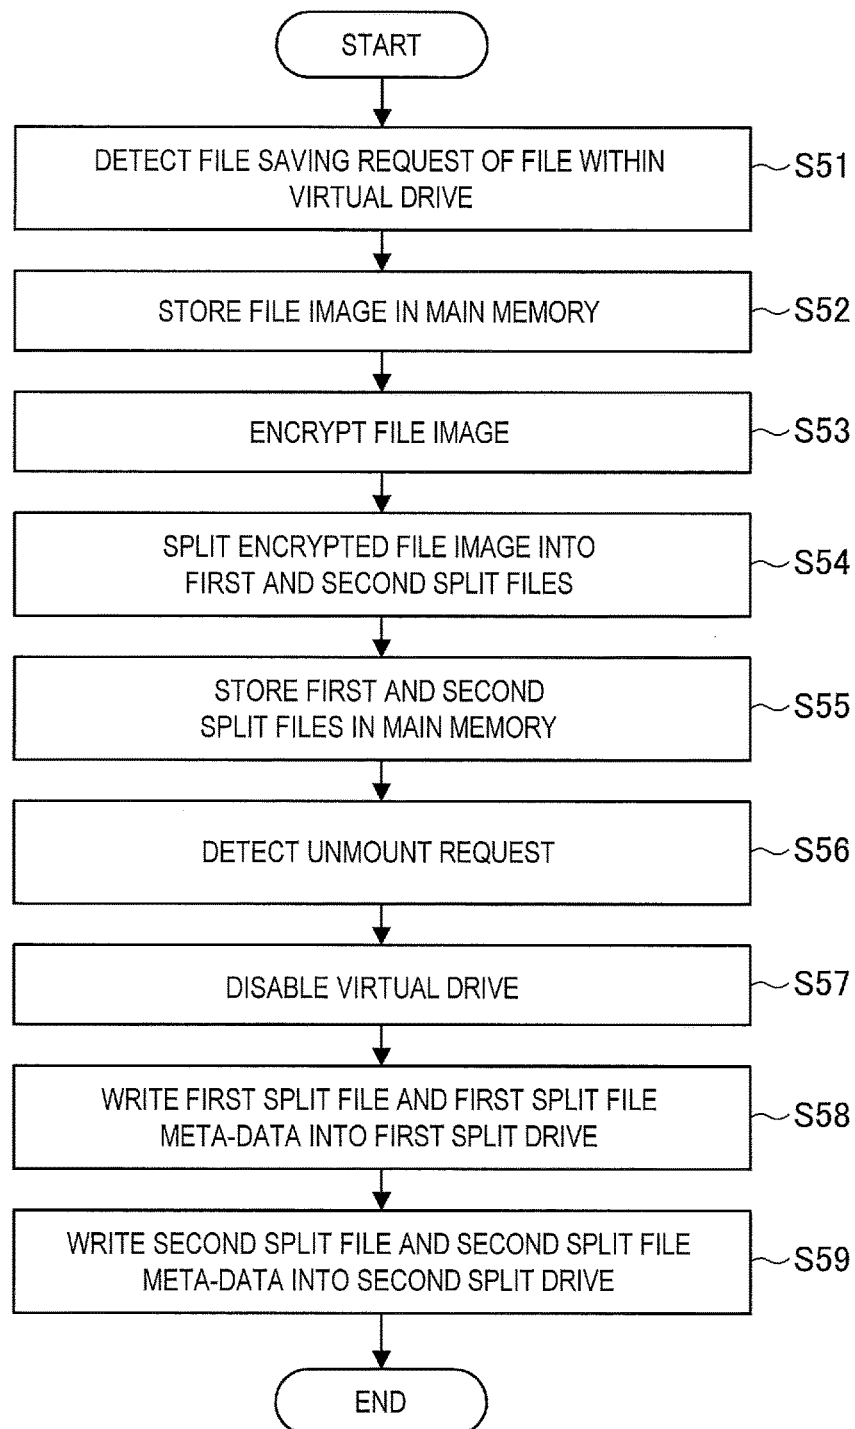 START
DETECT FILE SAVING REQUEST OF FILE WITHIN
VIRTUAL DRIVE
S51
STORE FILE IMAGE IN MAIN MEMORY
S52
ENCRYPT FILE IMAGE
S53
SPLIT ENCRYPTED FILE IMAGE INTO
FIRST AND SECOND SPLIT FILES
S54
STORE FIRST AND SECOND
SPLIT FILES IN MAIN MEMORY
S55
DETECT UNMOUNT REQUEST
S56
DISABLE VIRTUAL DRIVE
S57
WRITE FIRST SPLIT FILE AND FIRST SPLIT FILE
META-DATA INTO FIRST SPLIT DRIVE
S58
WRITE SECOND SPLIT FILE AND SECOND SPLIT FILE
META-DATA INTO SECOND SPLIT DRIVE
S59
END